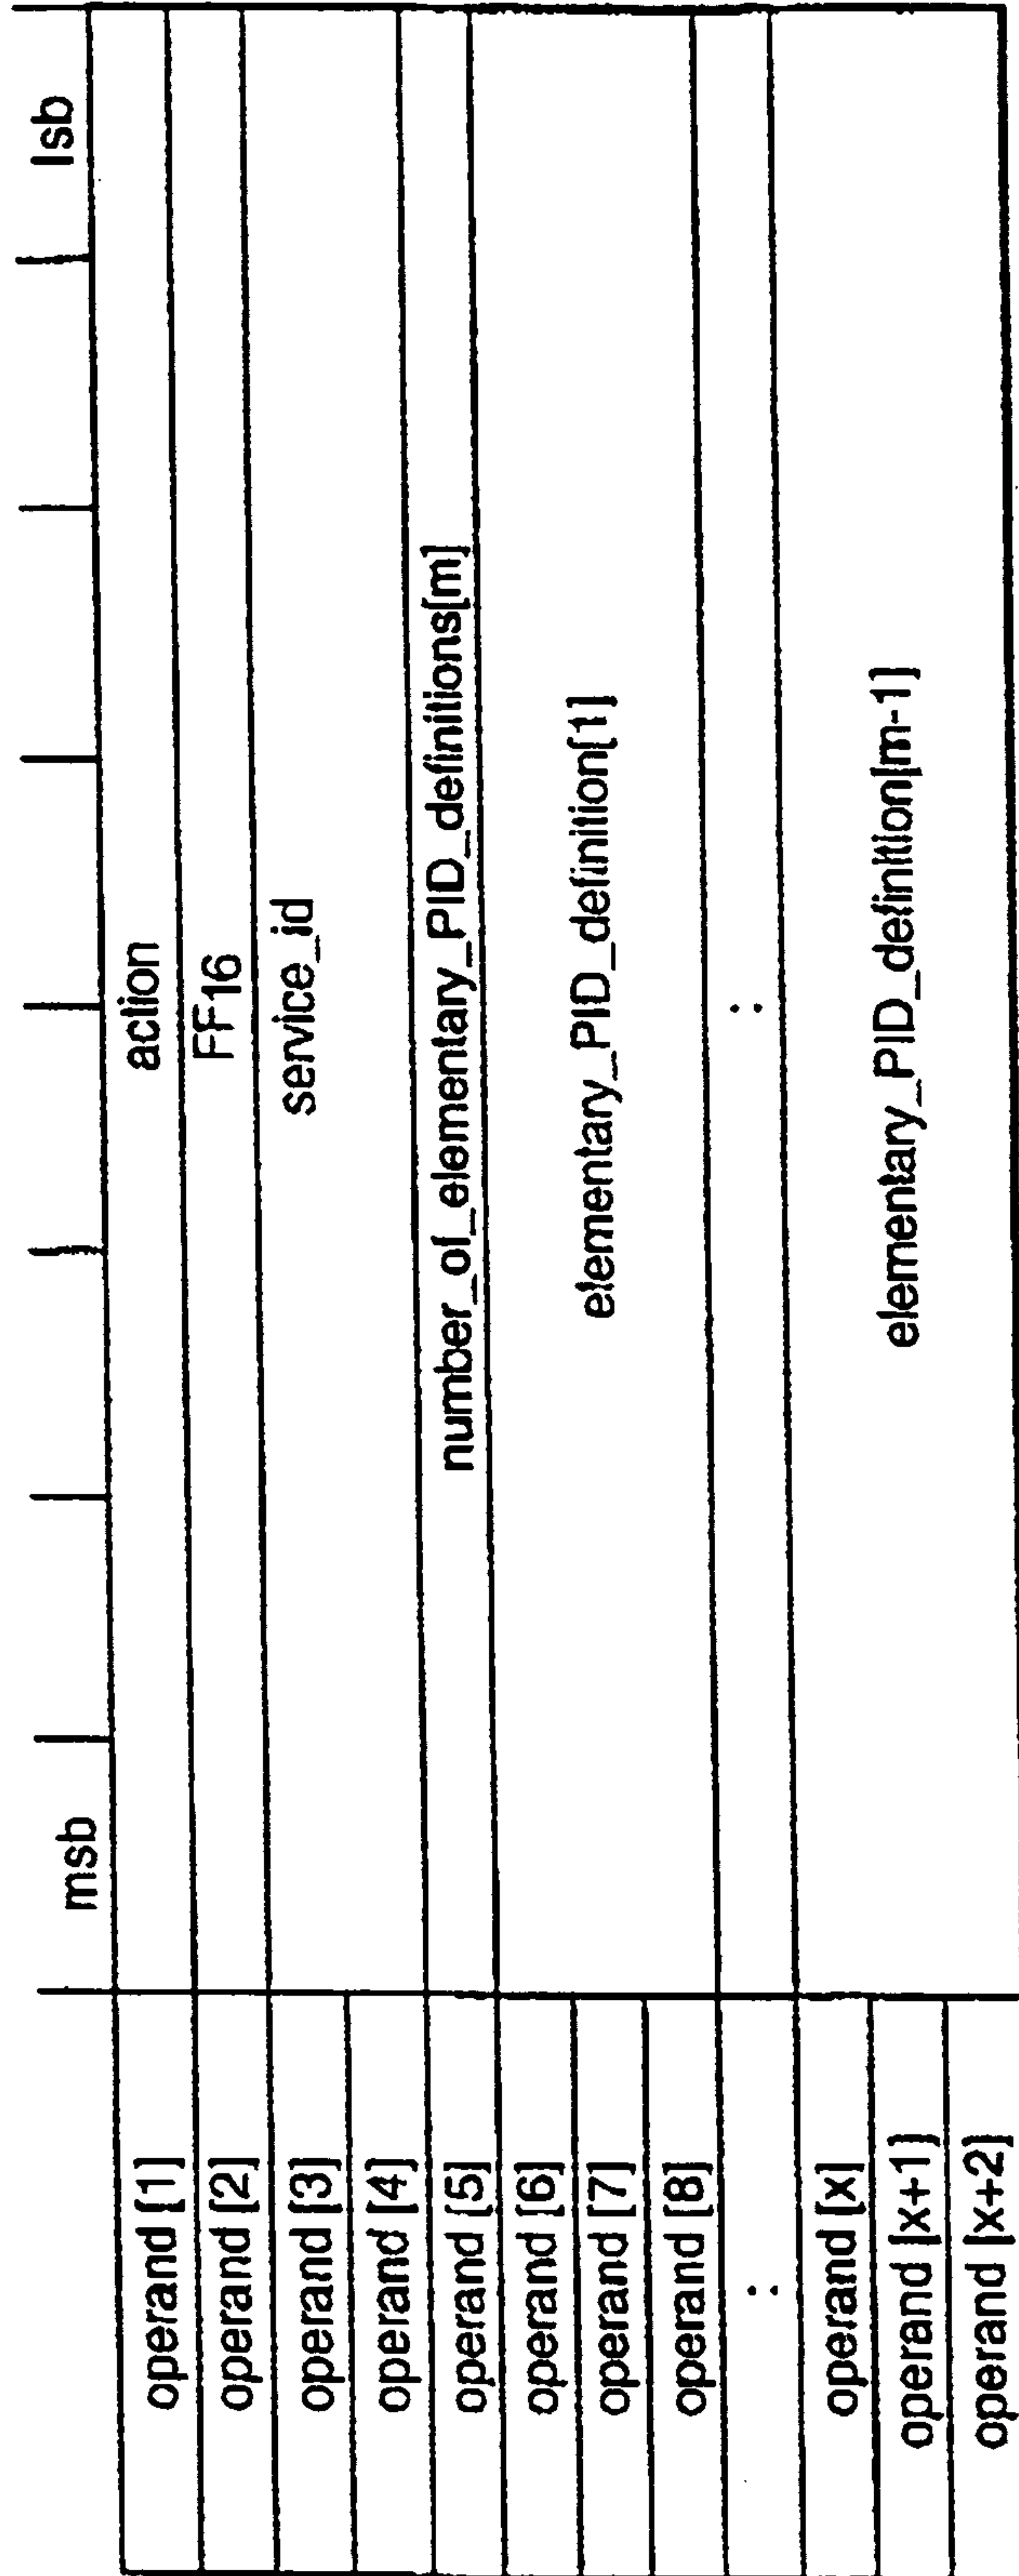 msb lsb
operand [1] action
operand [2] FF16
operand [3] service_id
operand [4]
operand [5] number_of_elementary_PID_definitions[m]
operand [6]
operand [7] elementary_PID_definition[1]
operand [8]
: :
operand [x]
operand [x+1] elementary_PID_definition[m-1]
operand [x+2]